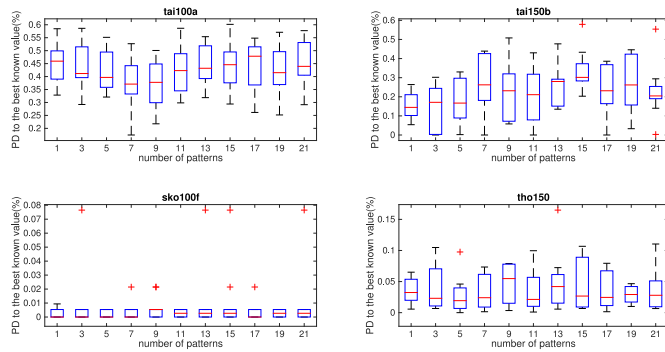 tai100a
PD to the best known value(%)
0.6
0.55
0.5
0.45
0.4
0.35
0.3
0.25
0.2
1 3 5 7 9 11 13 15 17 19 21
number of patterns
tai150b
PD to the best known value(%)
0.6
0.5
0.4
0.3
0.2
0.1
0
1 3 5 7 9 11 13 15 17 19 21
number of patterns
sko100f
PD to the best known value(%)
0.08
0.07
0.06
0.05
0.04
0.03
0.02
0.01
0
1 3 5 7 9 11 13 15 17 19 21
number of patterns
tho150
PD to the best known value(%)
0.15
0.1
0.05
0
1 3 5 7 9 11 13 15 17 19 21
number of patterns